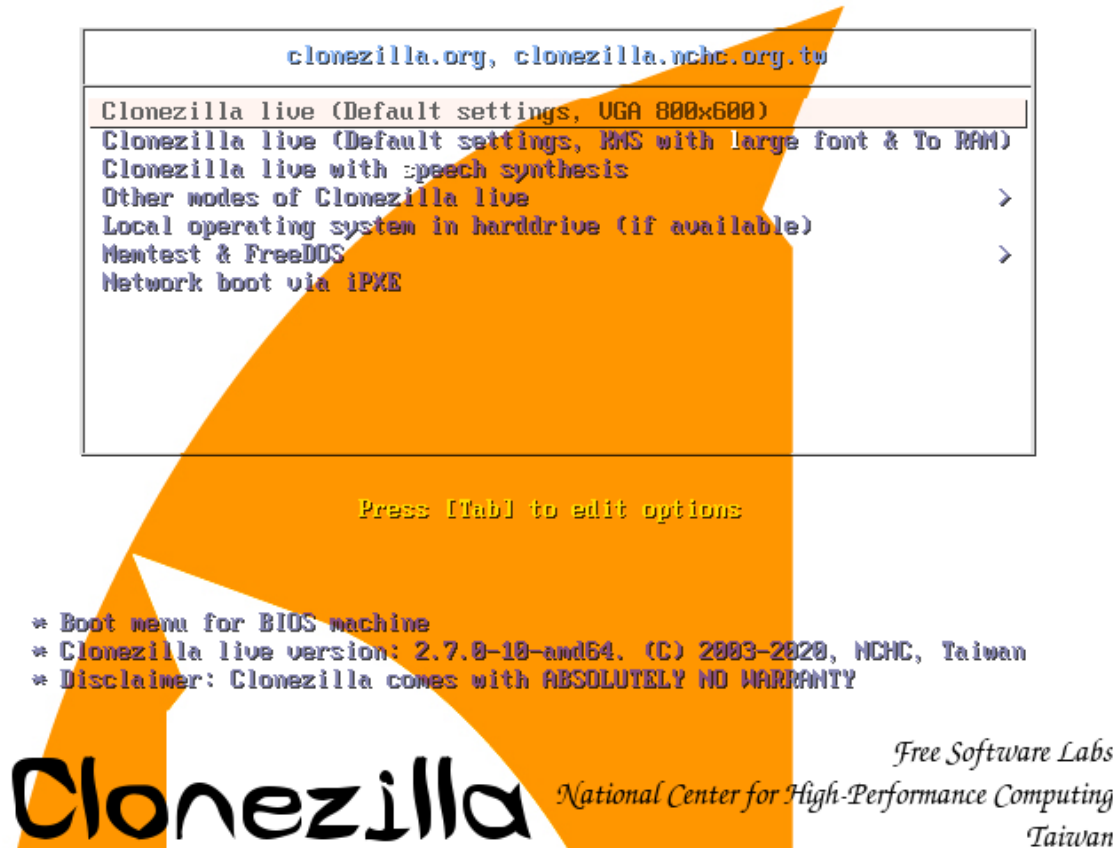 clonezilla.org, clonezilla.nchc.org.tw
Clonezilla live (Default settings, VGA 800x600)
Clonezilla live (Default settings, KMS with large font & To RAM)
Clonezilla live with speech synthesis
Other modes of Clonezilla live >
Local operating system in harddrive (if available)
Memtest & FreeDOS >
Network boot via iPXE
Press [Tab] to edit options
* Boot menu for BIOS machine
* Clonezilla live version: 2.7.0-10-amd64. (C) 2003-2020, NCHC, Taiwan
* Disclaimer: Clonezilla comes with ABSOLUTELY NO WARRANTY
Free Software Labs
Clonezilla National Center for High-Performance Computing
Taiwan